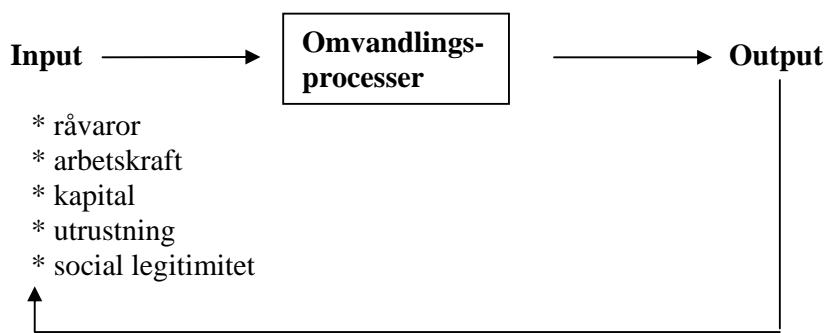 Input
Omvandlings-
processer
Output
* råvaror
* arbetskraft
* kapital
* utrustning
* social legitimitet